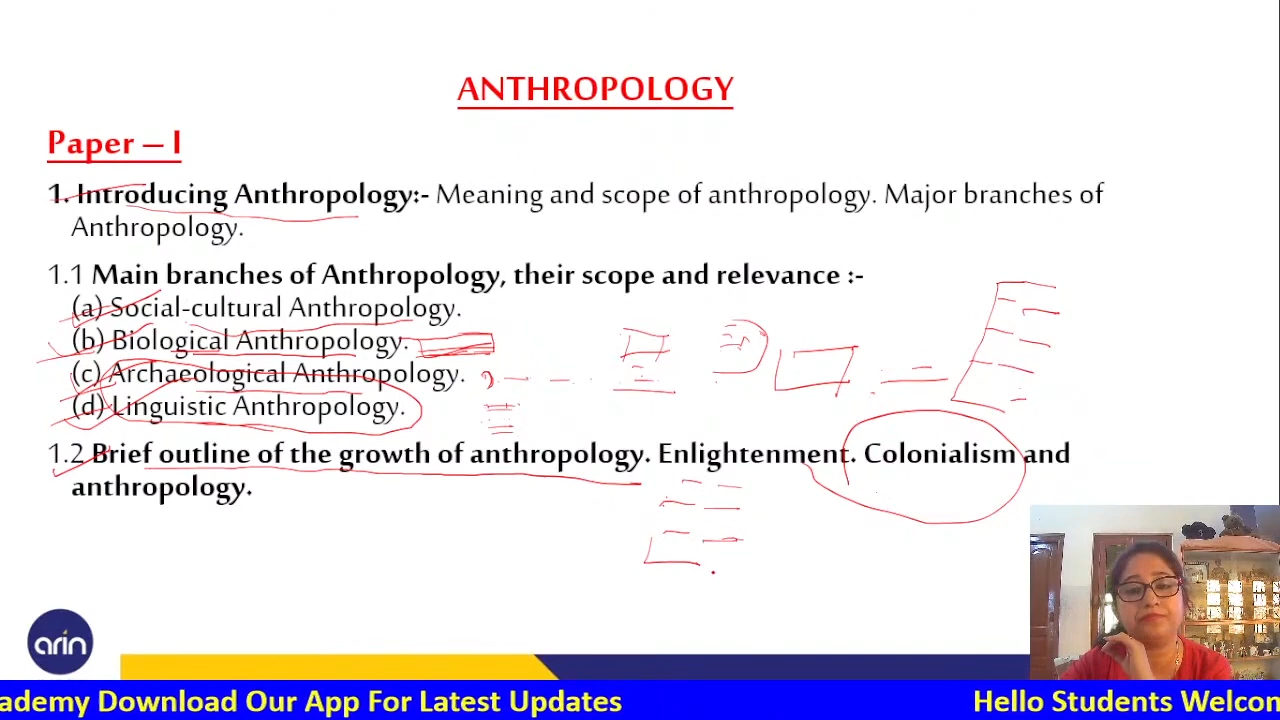 ANTHROPOLOGY
Paper – I
1. Introducing Anthropology:- Meaning and scope of anthropology. Major branches of
Anthropology.
1.1 Main branches of Anthropology, their scope and relevance :-
(a) Social-cultural Anthropology.
(b) Biological Anthropology.
(c) Archaeological Anthropology.
(d) Linguistic Anthropology.
1.2 Brief outline of the growth of anthropology. Enlightenment. Colonialism and
anthropology.
arin
ademy Download Our App For Latest Updates Hello Students Welcon